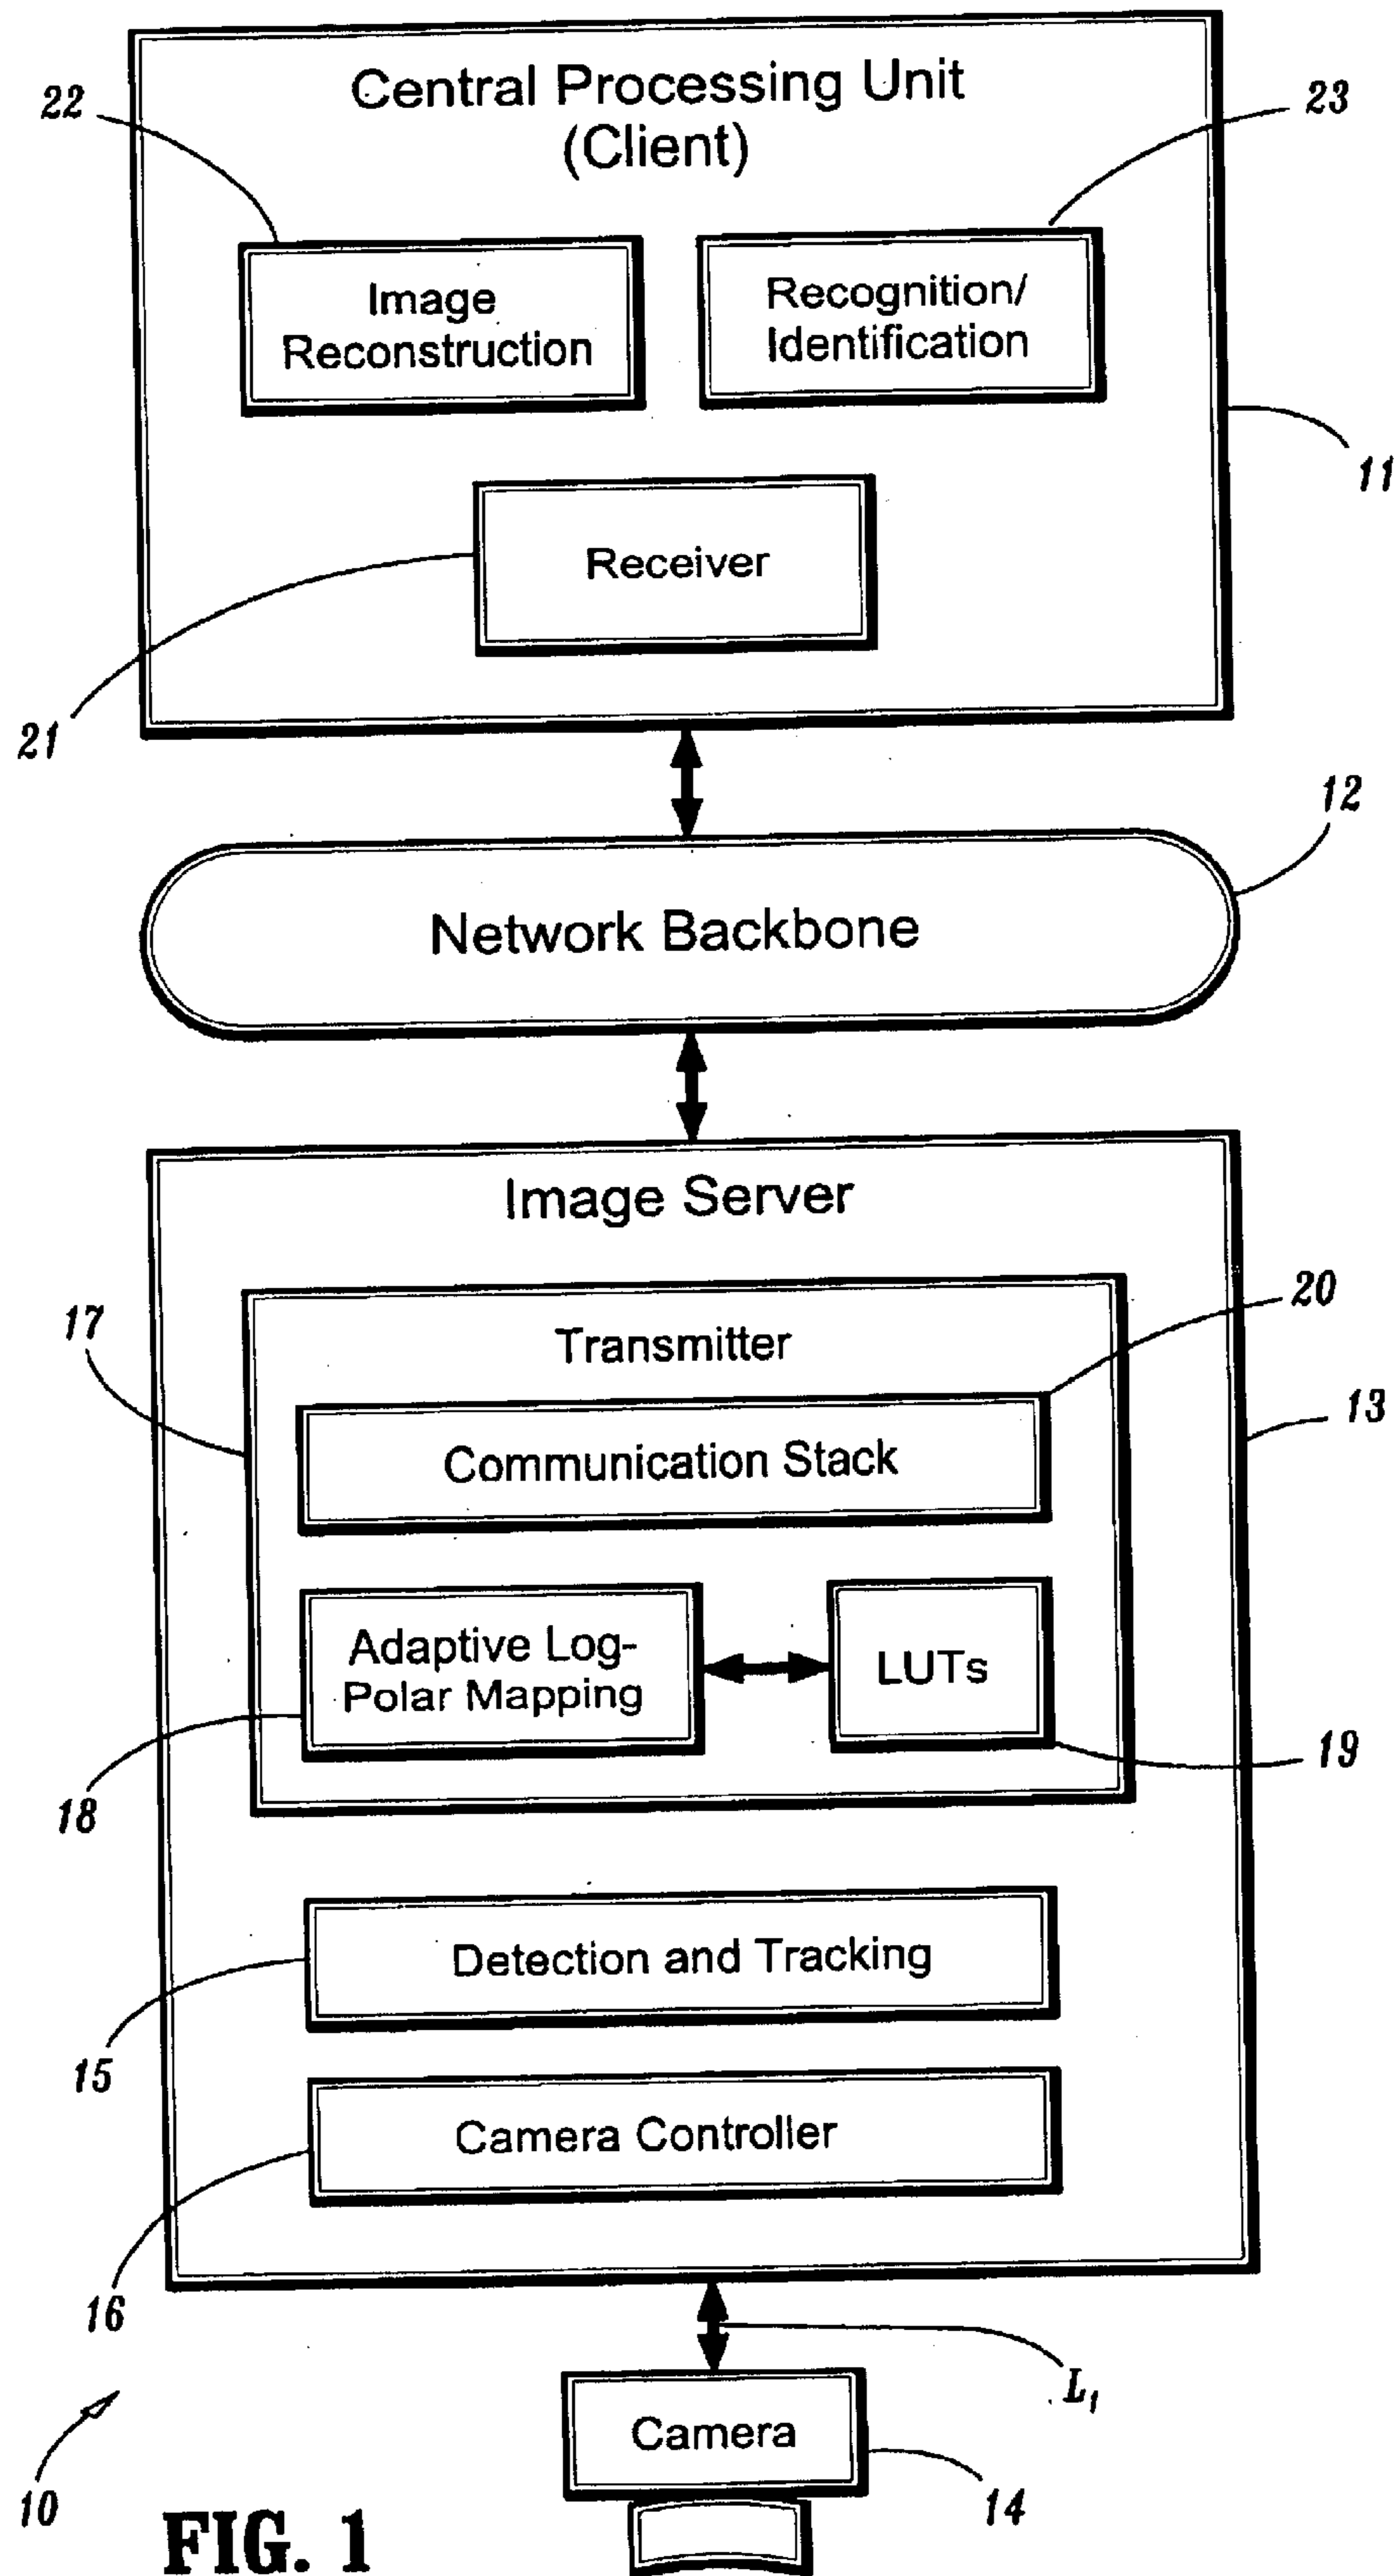 Central Processing Unit
(Client)
22
23
Image
Reconstruction
Recognition/
Identification
11
Receiver
21
12
Network Backbone
Image Server
17
20
Transmitter
13
Communication Stack
Adaptive Log-
Polar Mapping
LUTs
18
19
Detection and Tracking
15
Camera Controller
16
L1
Camera
10
14
FIG. 1